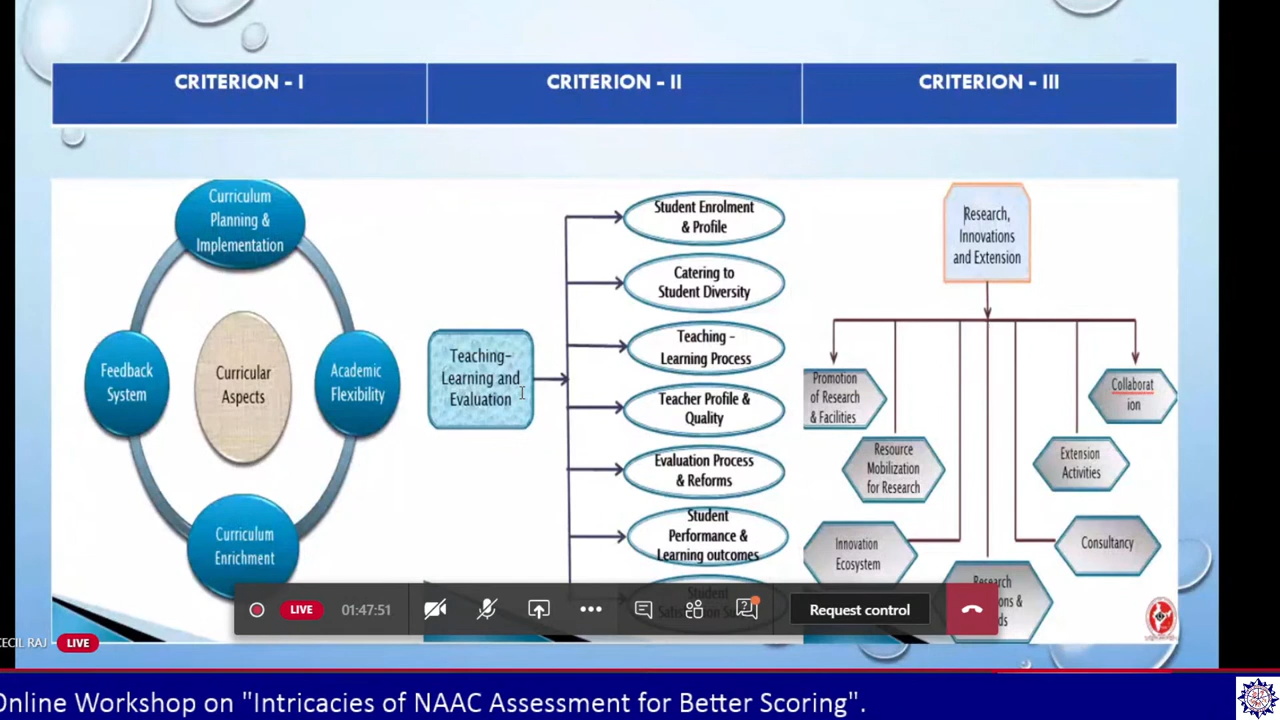 CRITERION - I
CRITERION - II
CRITERION - III
Curriculum
Planning &
Implementation
Feedback
System
Curricular
Aspects
Academic
Flexibility
Curriculum
Enrichment
Teaching-
Learning and
Evaluation
Student Enrolment
& Profile
Catering to
Student Diversity
Teaching -
Learning Process
Teacher Profile &
Quality
Evaluation Process
& Reforms
Student
Performance &
Learning outcomes
Student
Research,
Innovations
and Extension
Promotion
of Research
& Facilities
Resource
Mobilization
for Research
Innovation
Ecosystem
Research
Consultancy
Extension
Activities
Collaborat
ion
LIVE
01:47:51
Request control
CECIL RAJ
LIVE
Online Workshop on "Intricacies of NAAC Assessment for Better Scoring".